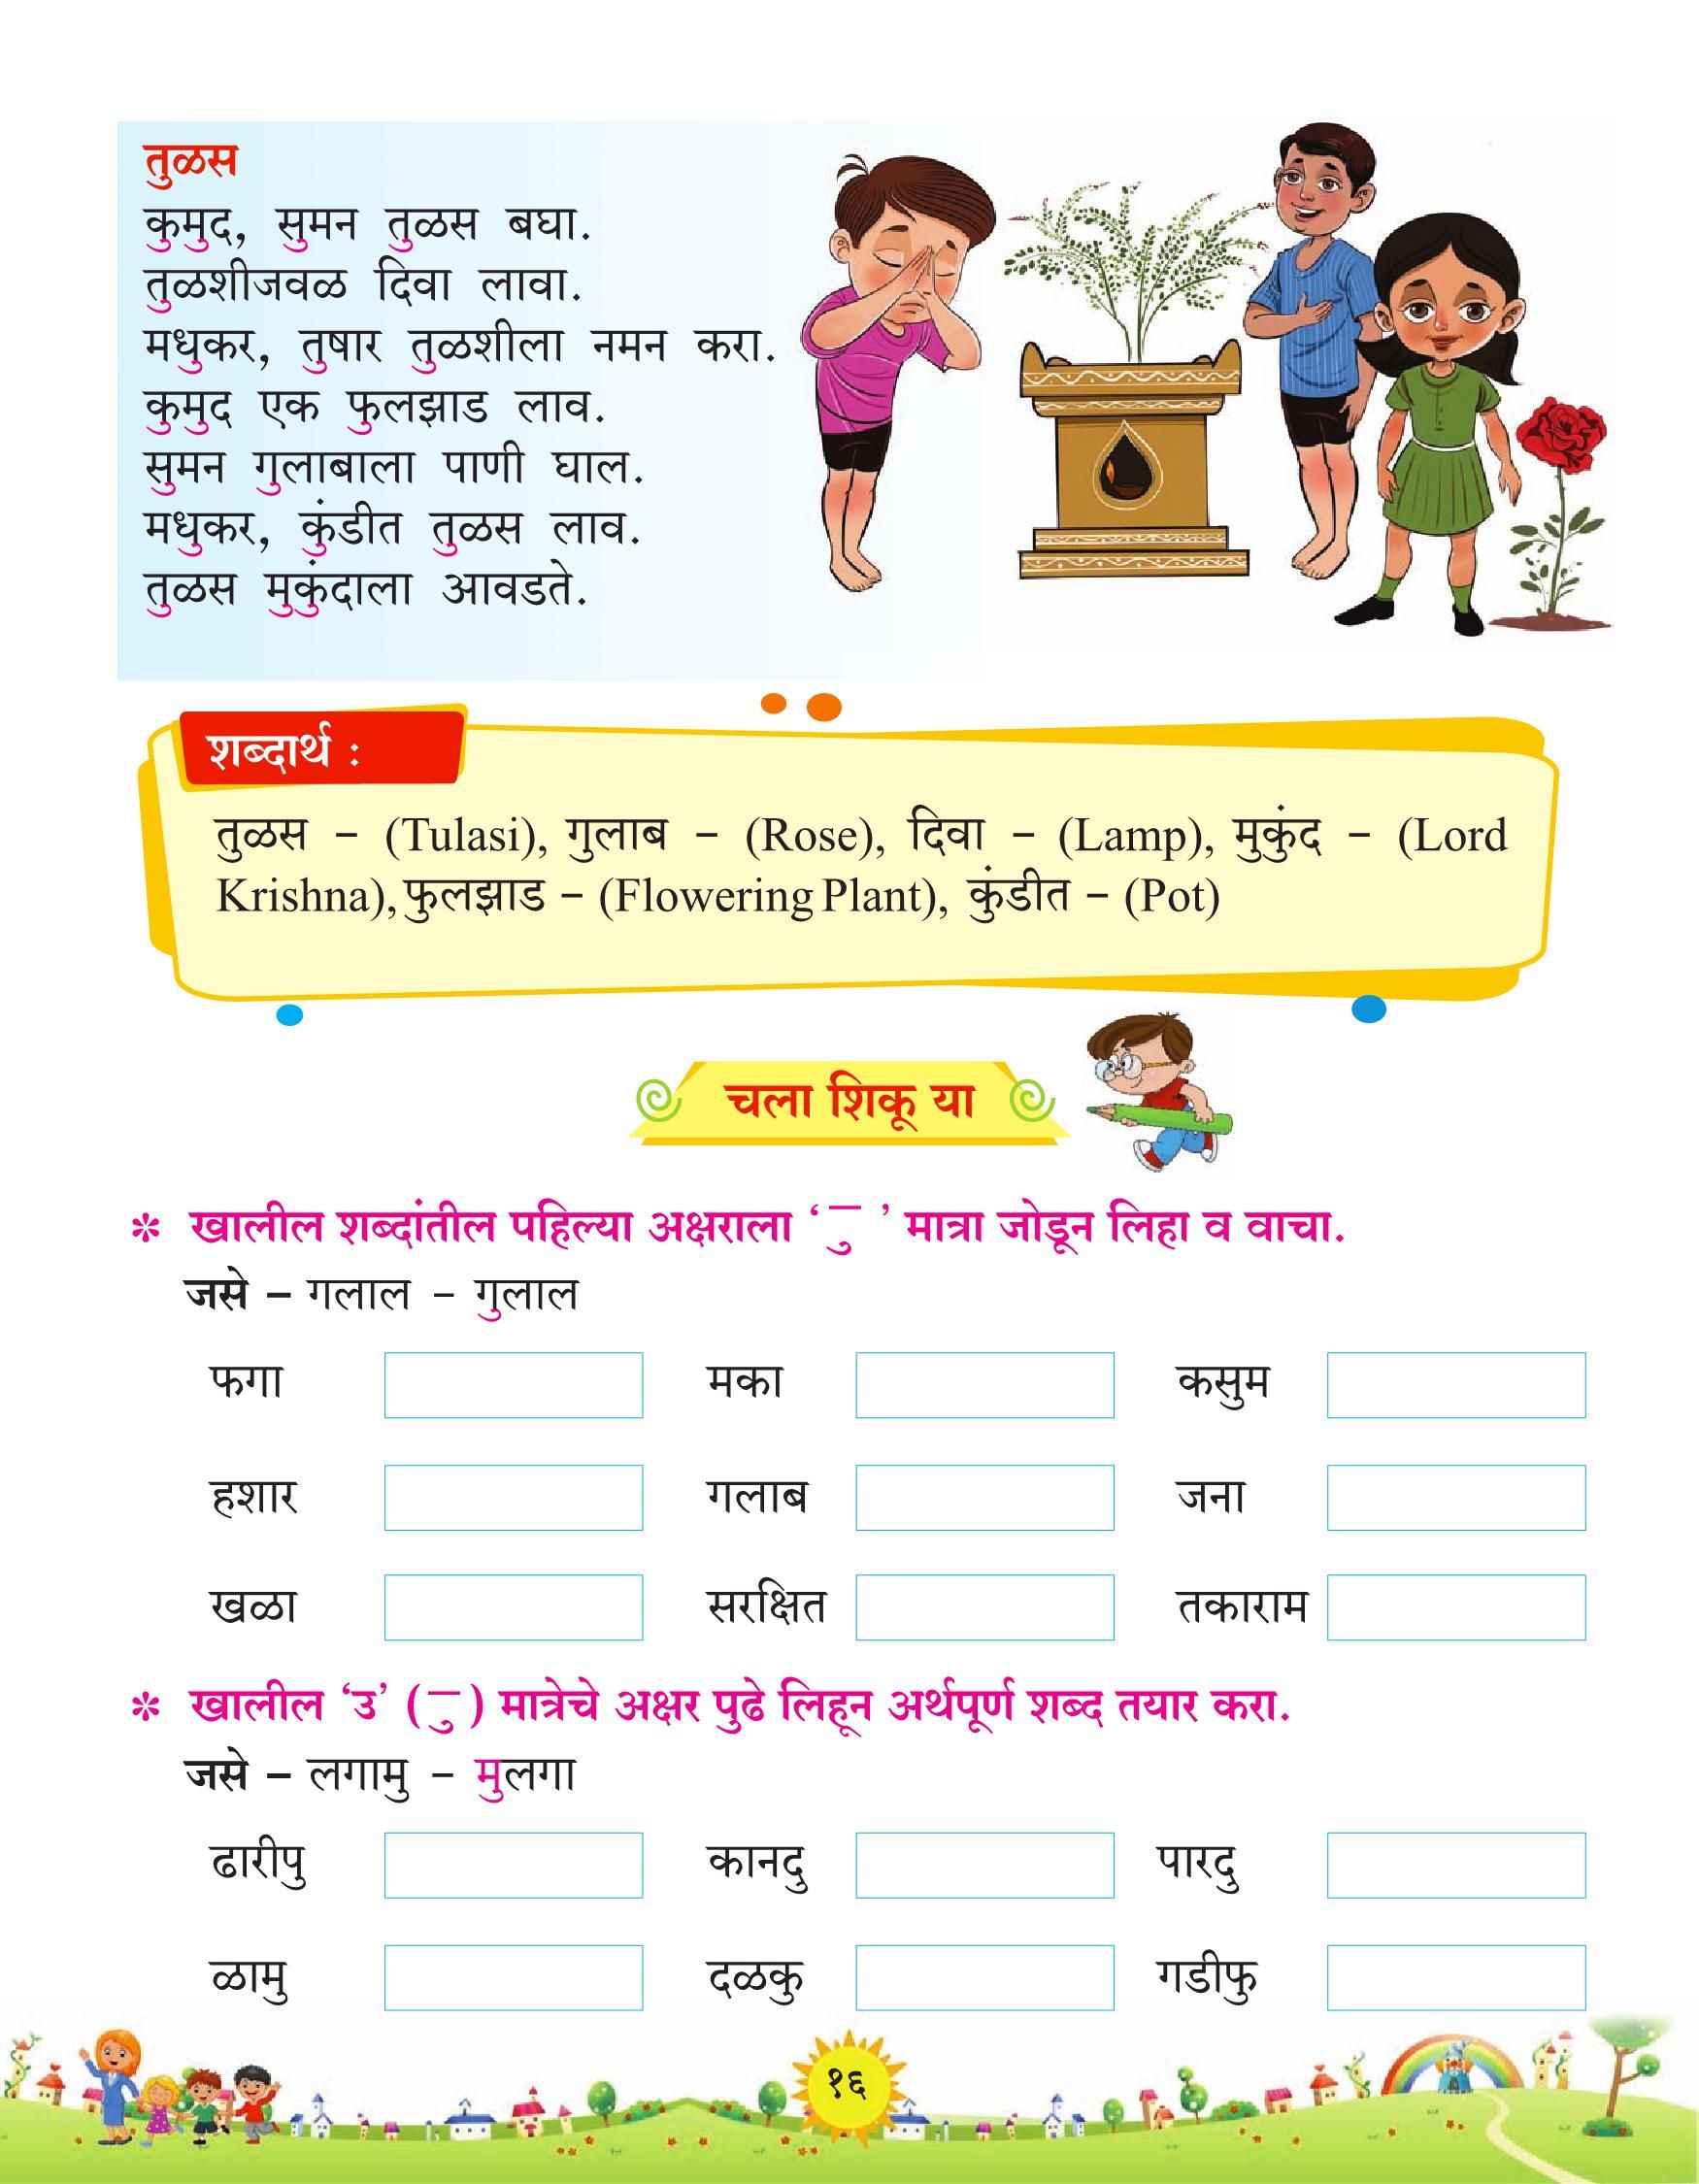 तुळस
कुमुद, सुमन तुळस बघा.
तुळशीजवळ दिवा लावा.
मधुकर, तुषार तुळशीला नमन करा.
कुमुद एक फुलझाड लाव.
सुमन गुलाबाला पाणी घाल.
मधुकर, कुंडीत तुळस लाव.
तुळस मुकुंदाला आवडते.
शब्दार्थ :
तुळस – (Tulasi), गुलाब – (Rose), दिवा – (Lamp), मुकुंद – (Lord
Krishna), फुलझाड – (Flowering Plant), कुंडीत – (Pot)
चला शिकू या
* खालील शब्दांतील पहिल्या अक्षराला ‘ ु ’ मात्रा जोडून लिहा व वाचा.
जसे – गलाल – गुलाल
फगा मका कसुम
हशार गलाब जना
खळा सरक्षित तकाराम
* खालील ‘उ’ ( ु ) मात्रेचे अक्षर पुढे लिहून अर्थपूर्ण शब्द तयार करा.
जसे – लगामु – मुलगा
ढारीपु कानदु पारदु
ळामु दळकु गडीफु
१६